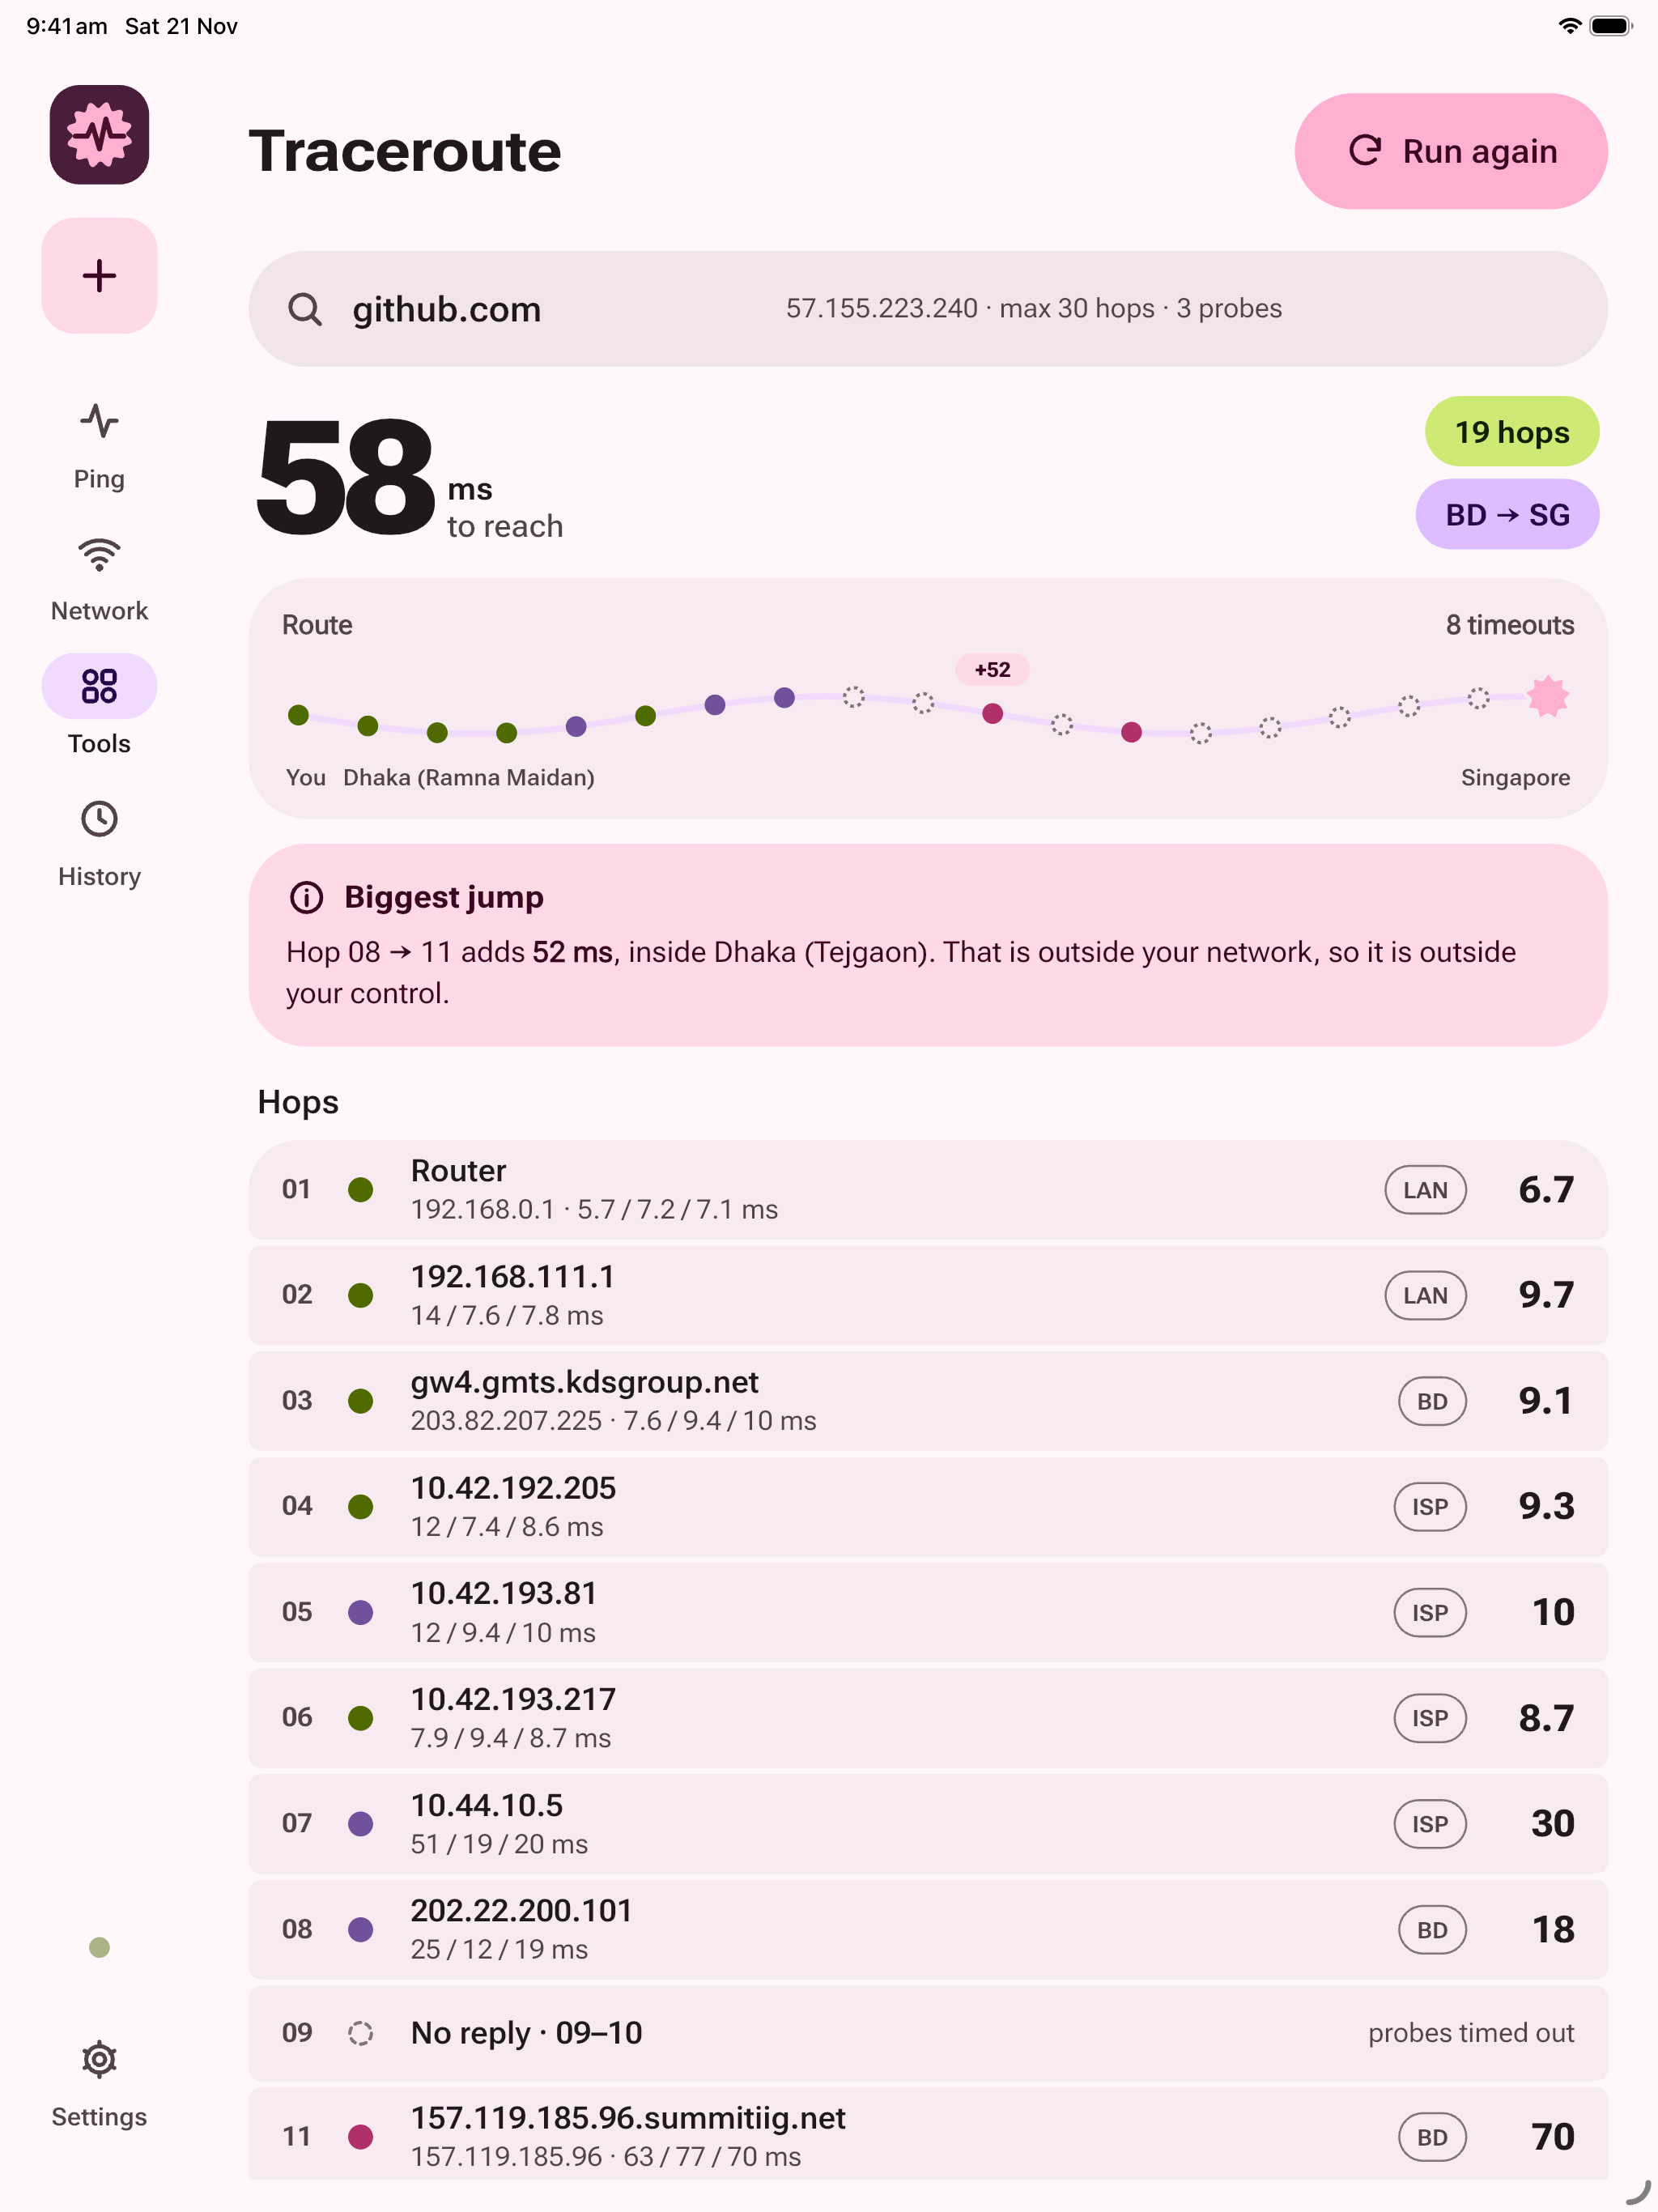 9:41 am Sat 21 Nov
Traceroute
Run again
github.com
57.155.223.240 · max 30 hops · 3 probes
Ping
Network
Tools
History
Settings
58 ms
to reach
19 hops
BD → SG
Route
8 timeouts
+52
You Dhaka (Ramna Maidan)
Singapore
Biggest jump
Hop 08 → 11 adds 52 ms, inside Dhaka (Tejgaon). That is outside your network, so it is outside
your control.
Hops
01 Router LAN 6.7
192.168.0.1 · 5.7 / 7.2 / 7.1 ms
02 192.168.111.1 LAN 9.7
14 / 7.6 / 7.8 ms
03 gw4.gmts.kdsgroup.net BD 9.1
203.82.207.225 · 7.6 / 9.4 / 10 ms
04 10.42.192.205 ISP 9.3
12 / 7.4 / 8.6 ms
05 10.42.193.81 ISP 10
12 / 9.4 / 10 ms
06 10.42.193.217 ISP 8.7
7.9 / 9.4 / 8.7 ms
07 10.44.10.5 ISP 30
51 / 19 / 20 ms
08 202.22.200.101 BD 18
25 / 12 / 19 ms
09 No reply · 09–10 probes timed out
11 157.119.185.96.summitiig.net BD 70
157.119.185.96 · 63 / 77 / 70 ms